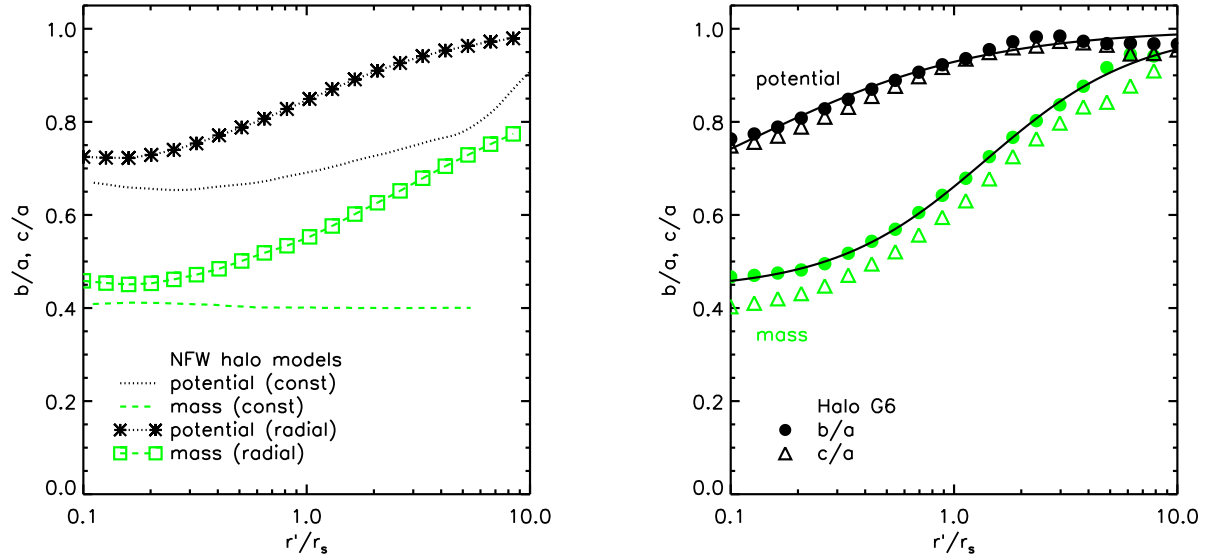 1.0
0.8
0.6
0.4
0.2
0.0
b/a, c/a
NFW halo models
potential (const)
mass (const)
potential (radial)
mass (radial)
0.1
1.0
10.0
r'/rₛ
1.0
0.8
0.6
0.4
0.2
0.0
b/a, c/a
potential
mass
Halo G6
b/a
c/a
0.1
1.0
10.0
r'/rₛ